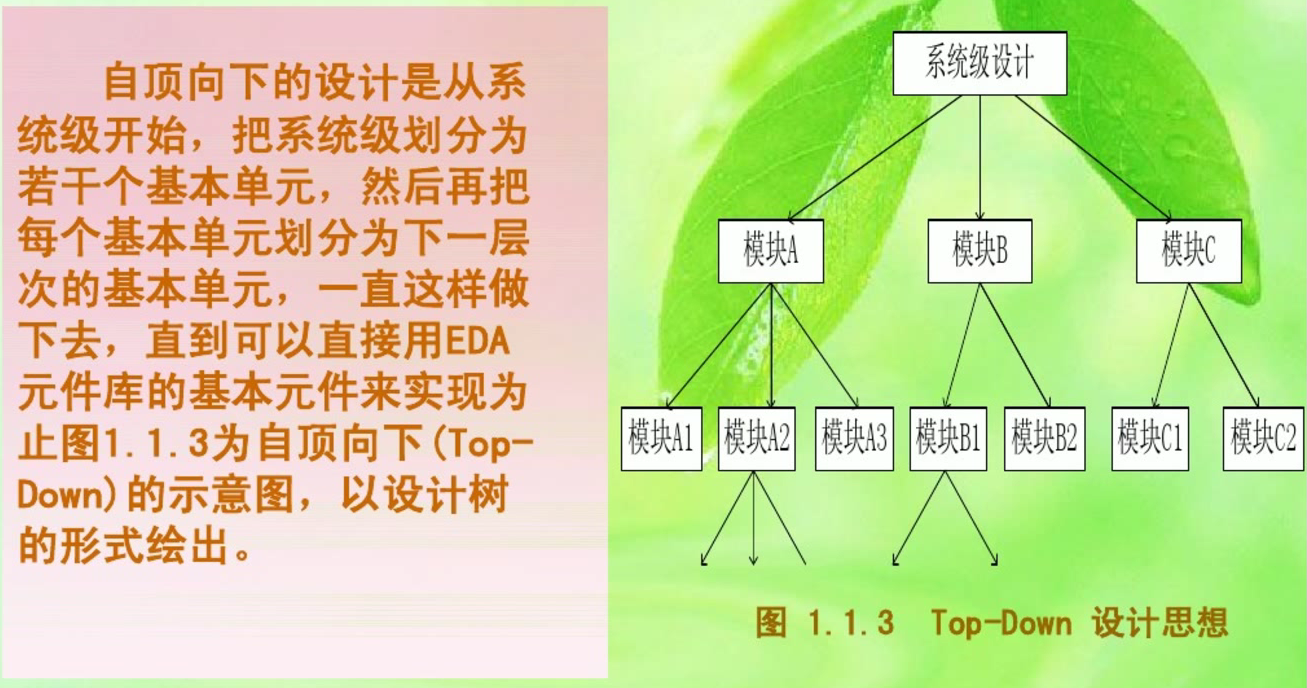 自顶向下的设计是从系
统级开始，把系统级划分为
若干个基本单元，然后再把
每个基本单元划分为下一层
次的基本单元，一直这样做
下去，直到可以直接用EDA
元件库的基本元件来实现为
止图1.1.3为自顶向下(Top-
Down)的示意图，以设计树
的形式绘出。
系统级设计
模块A
模块B
模块C
模块A1
模块A2
模块A3
模块B1
模块B2
模块C1
模块C2
图 1.1.3 Top-Down 设计思想